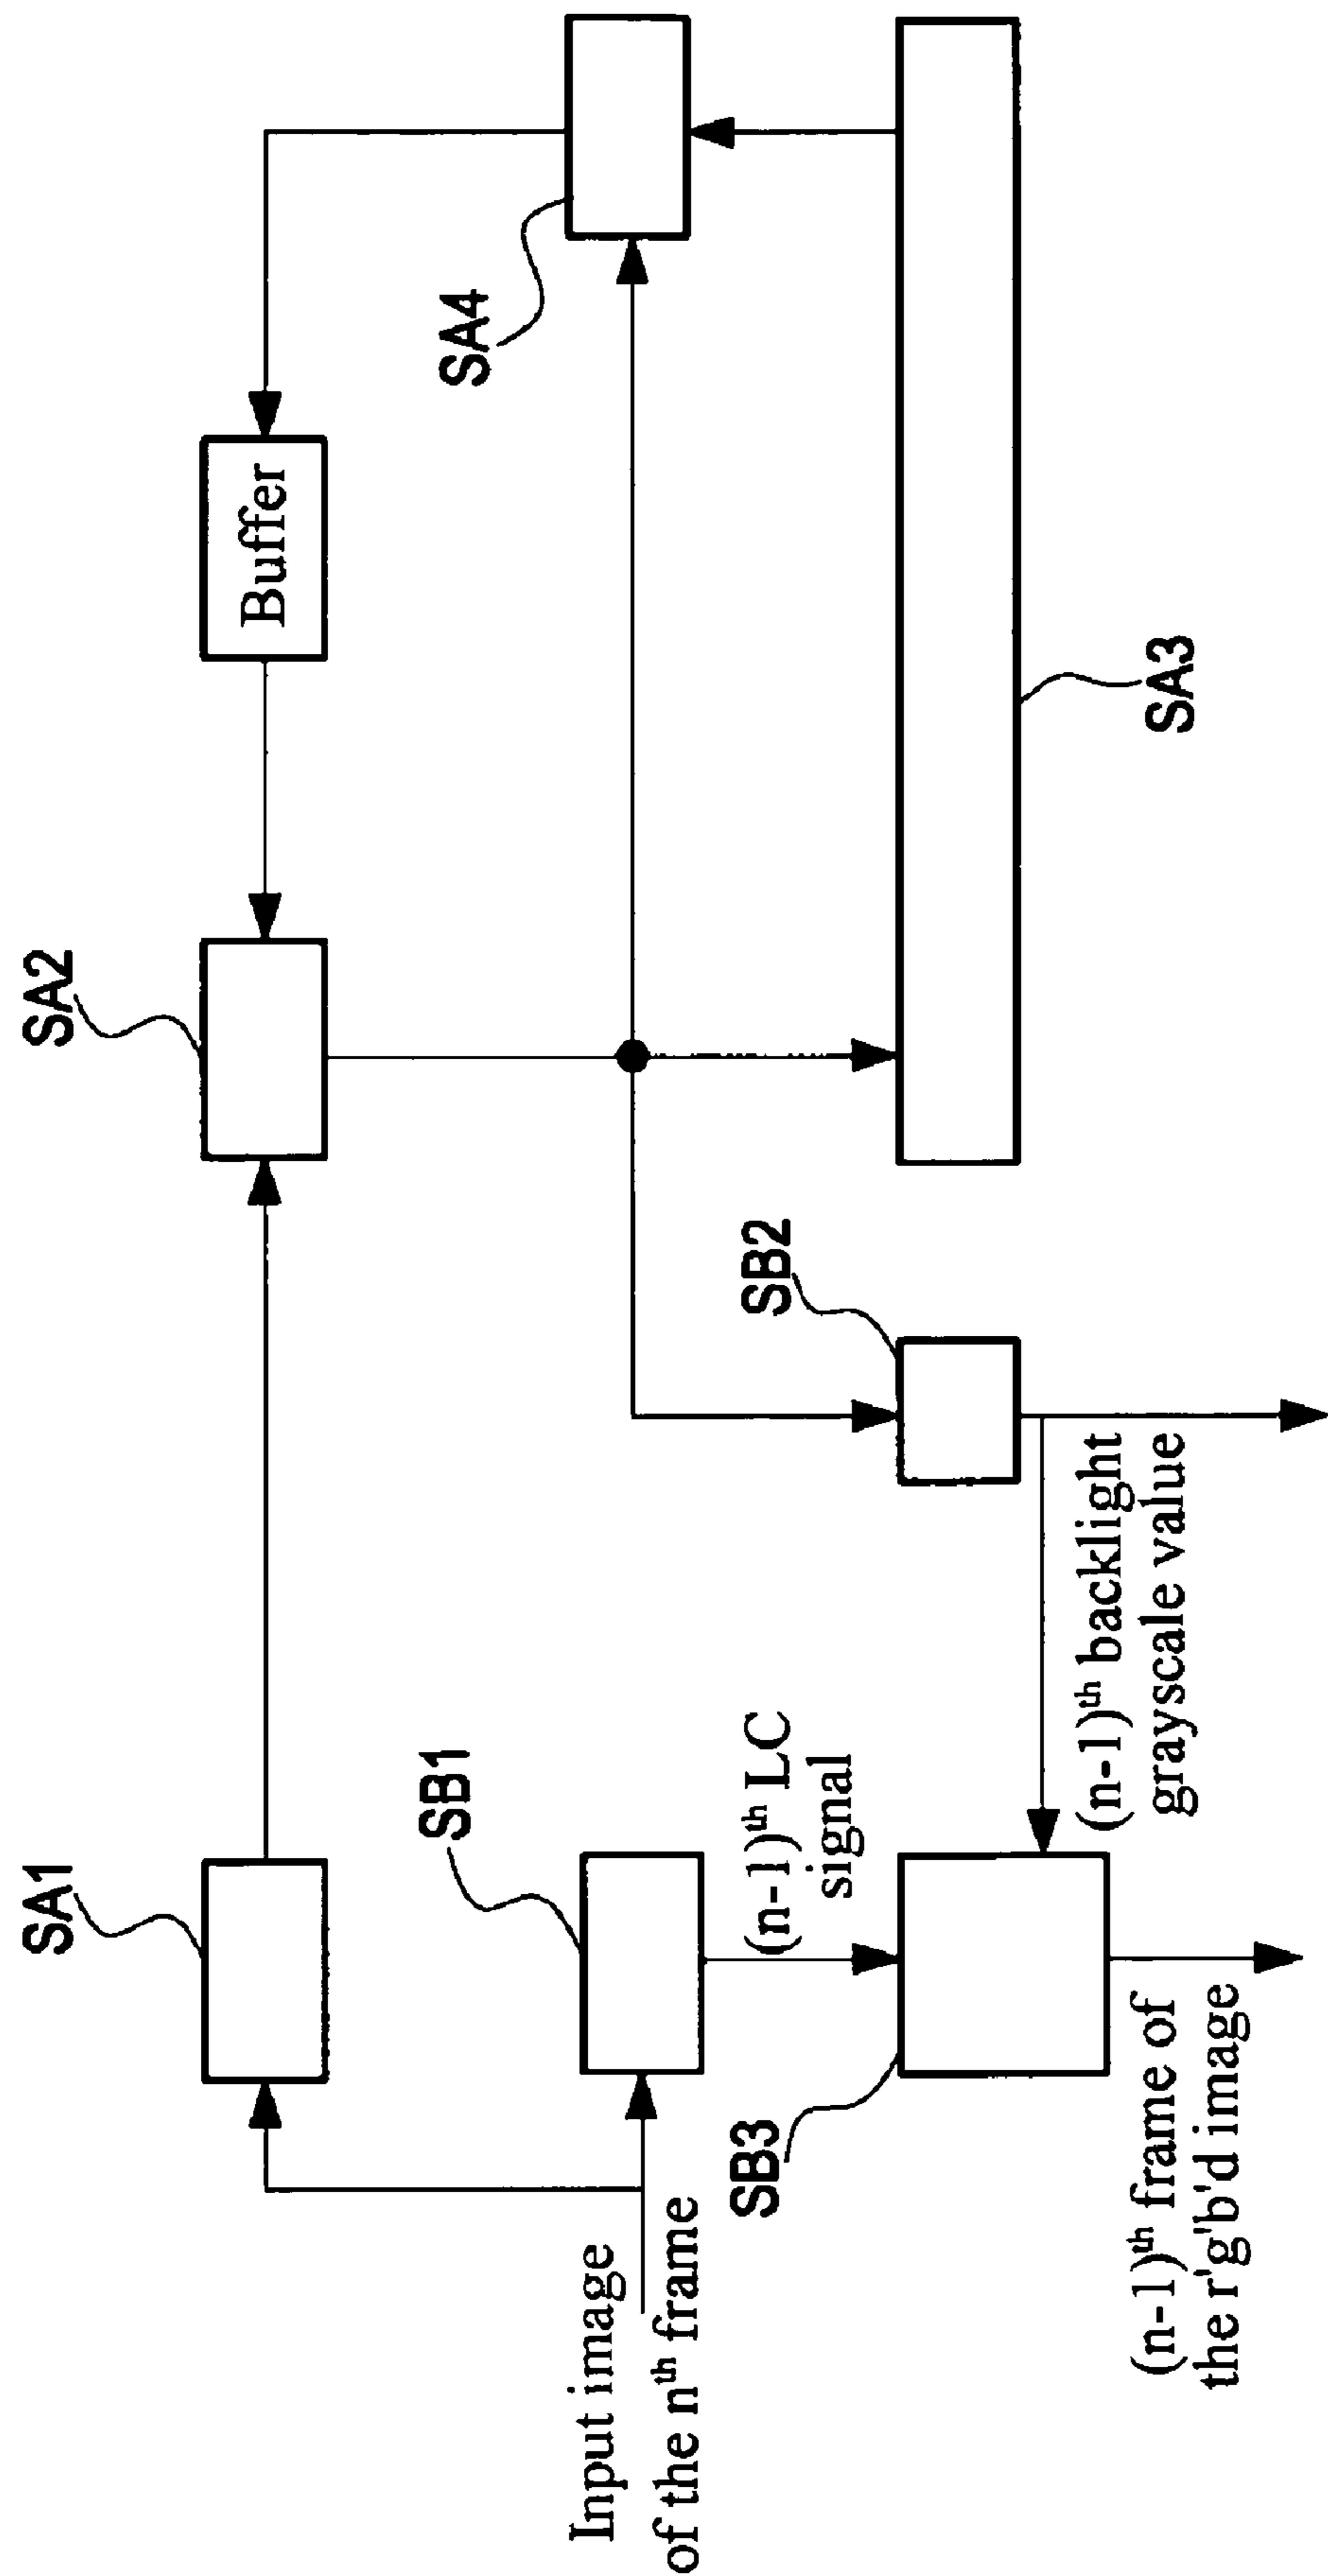 SA1
SA2
Buffer
SB1
SA4
Input image
of the nth frame
(n-1)th LC
signal
SB2
SB3
(n-1)th backlight
grayscale value
SA3
(n-1)th frame of
the r'g'b'd image